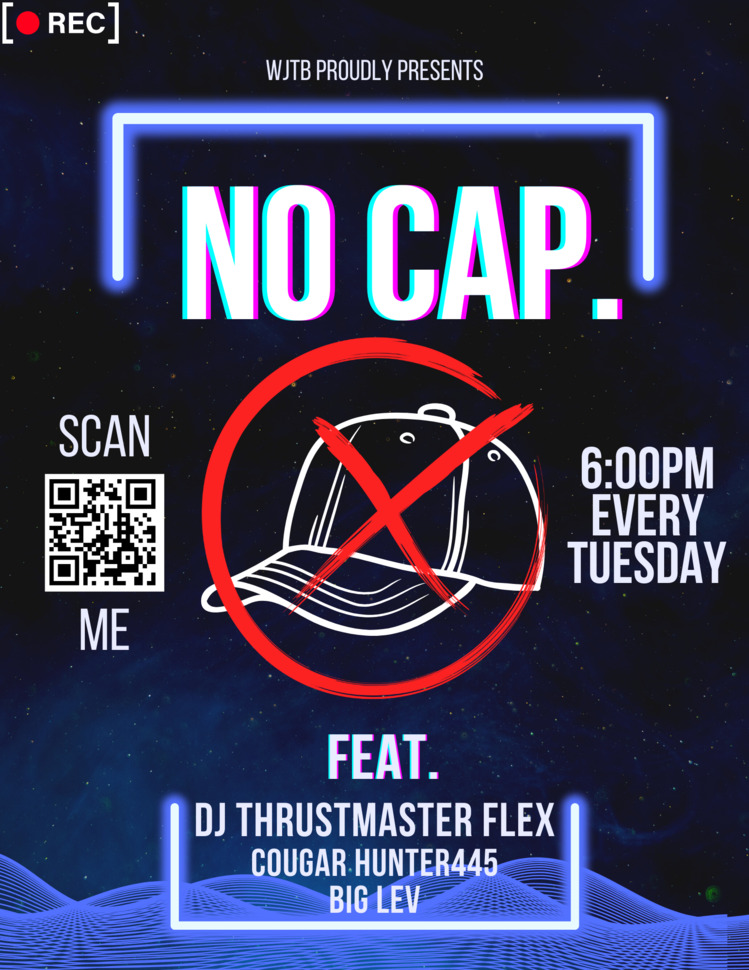 [● REC]
WJTB PROUDLY PRESENTS
NO CAP.
SCAN
ME
6:00PM
EVERY
TUESDAY
FEAT.
DJ THRUSTMASTER FLEX
COUGAR HUNTER445
BIG LEV